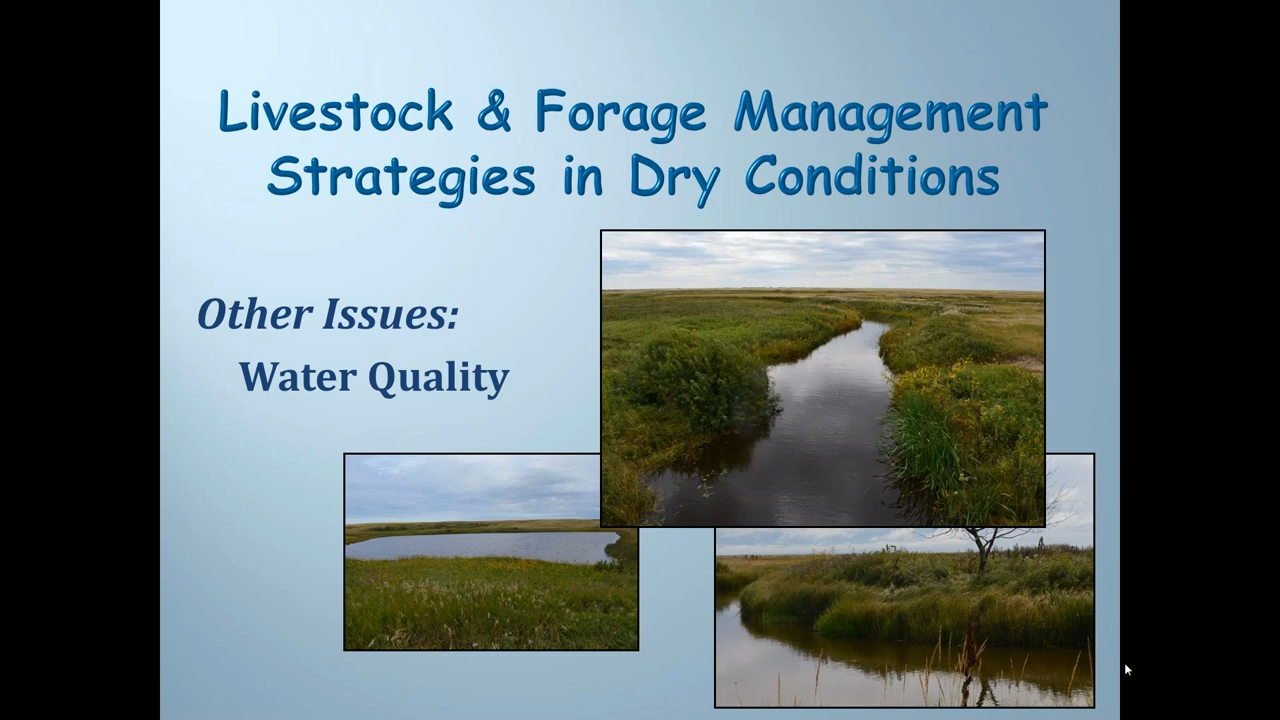 Livestock & Forage Management
Strategies in Dry Conditions
Other Issues:
Water Quality